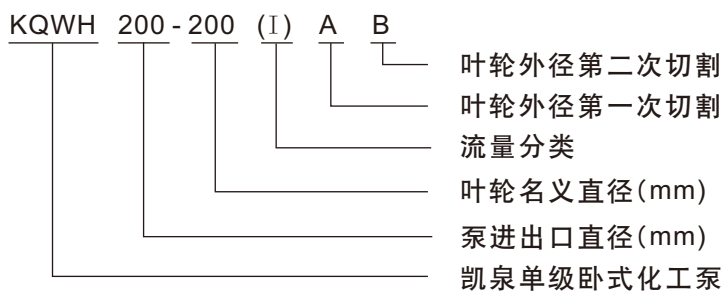 KQWH 200 - 200 (I) A B
叶轮外径第二次切割
叶轮外径第一次切割
流量分类
叶轮名义直径(mm)
泵进出口直径(mm)
凯泉单级卧式化工泵